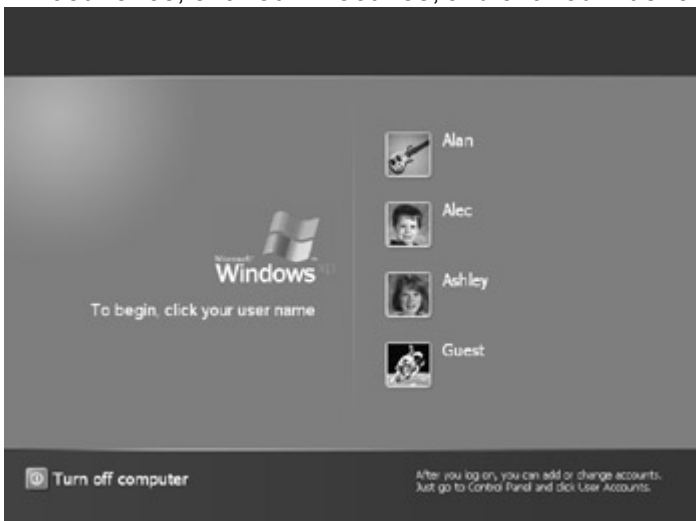 Microsoft
Windows xp
To begin, click your user name
Alan
Alec
Ashley
Guest
Turn off computer
After you log on, you can add or change accounts.
Just go to Control Panel and click User Accounts.